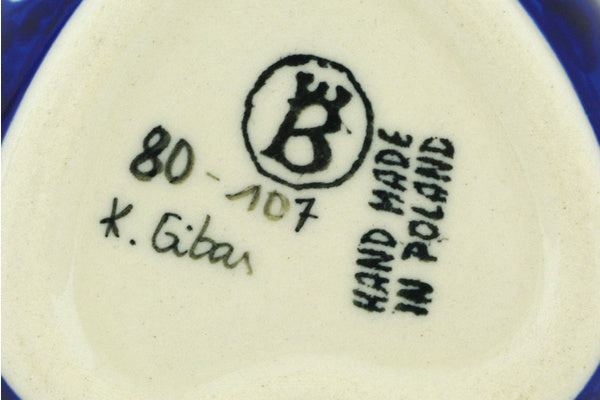 B
80-107
K. Gibas
HAND MADE
IN POLAND